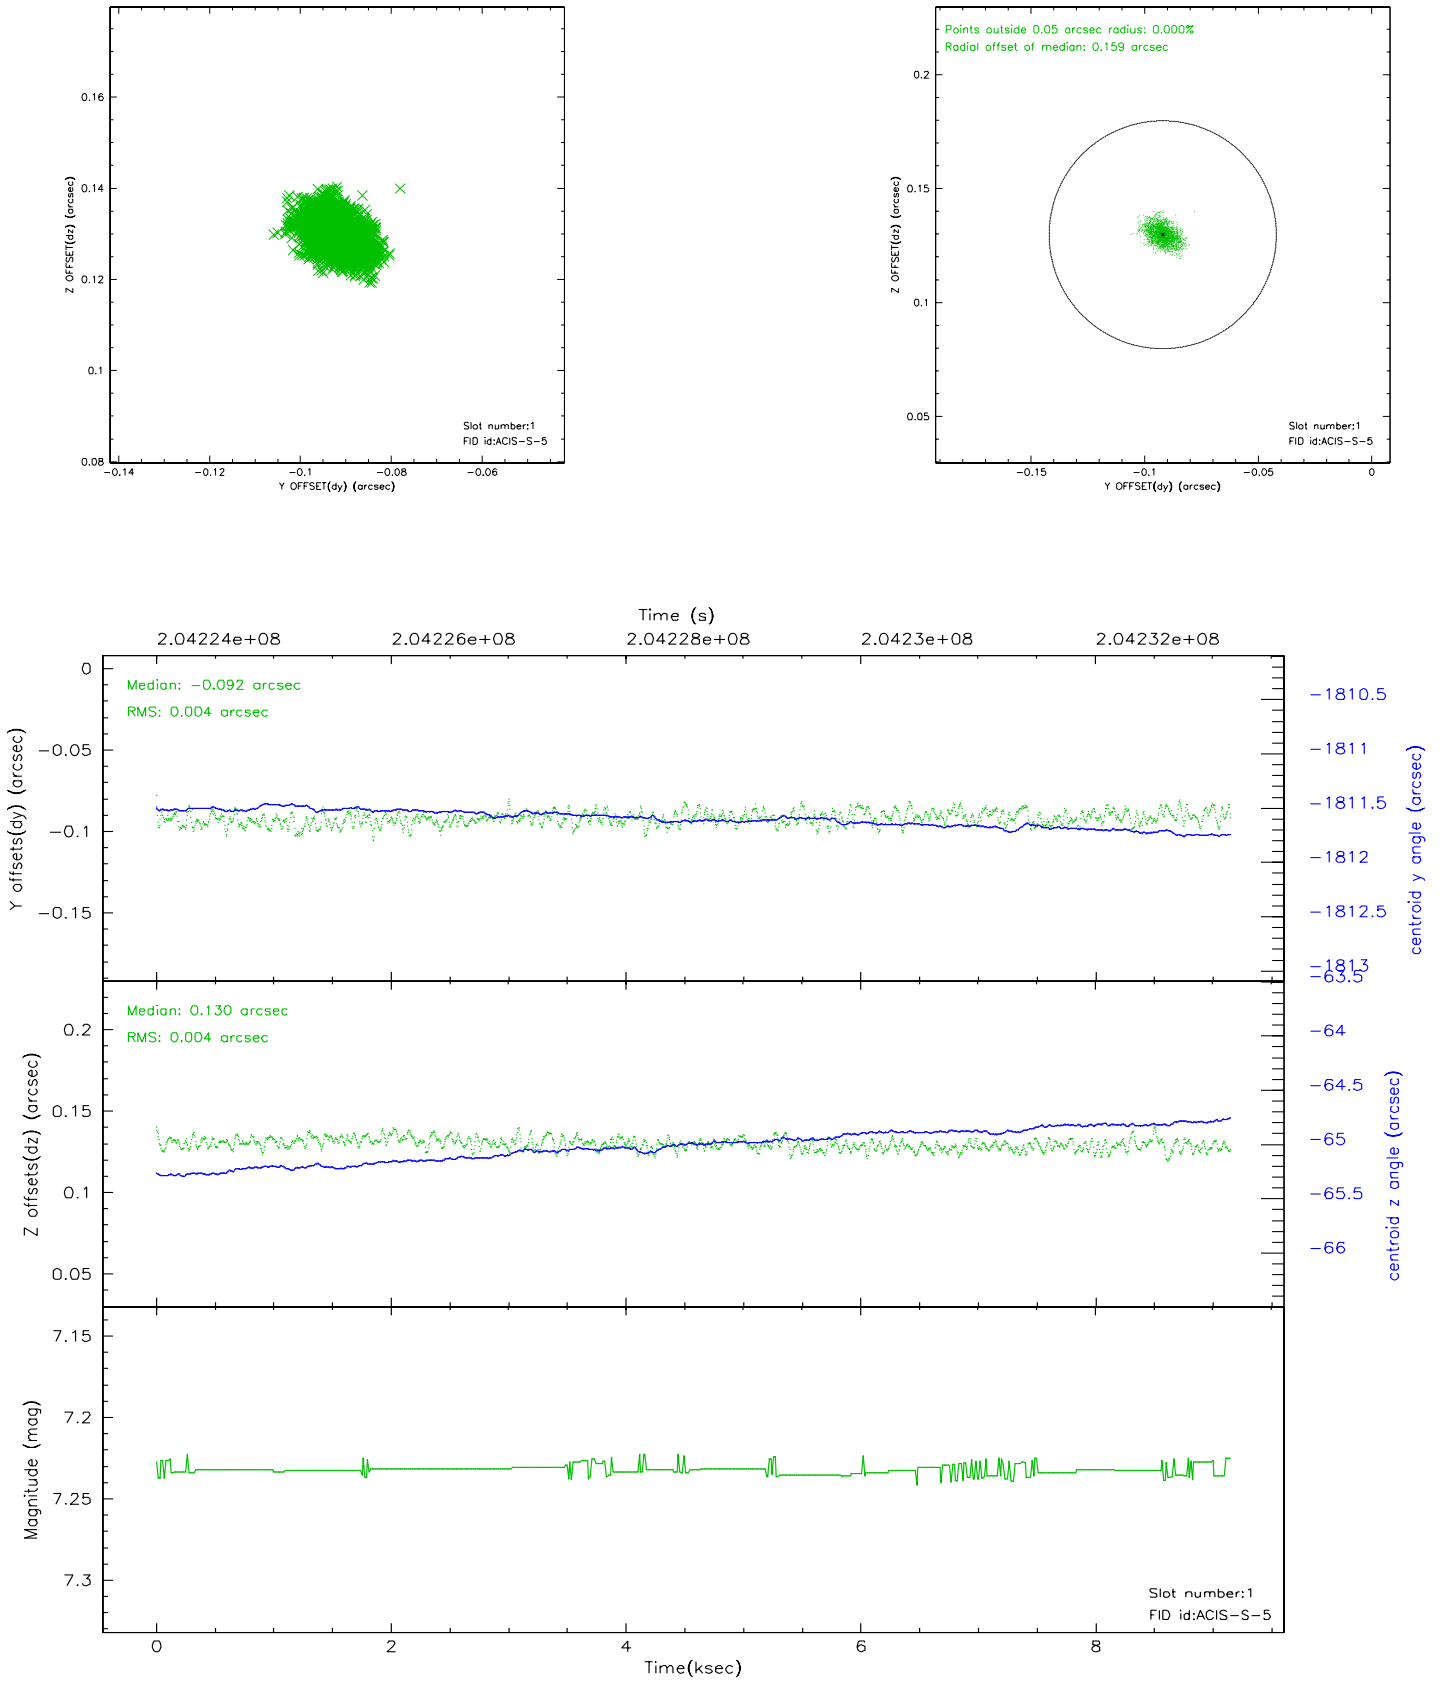 0.16
0.14
0.12
0.1
0.08
Z OFFSET(dz) (arcsec)
Slot number:1
FID id:ACIS-S-5
-0.14 -0.12 -0.1 -0.08 -0.06
Y OFFSET(dy) (arcsec)
Points outside 0.05 arcsec radius: 0.000%
Radial offset of median: 0.159 arcsec
0.2
0.15
0.1
0.05
Z OFFSET(dz) (arcsec)
Slot number:1
FID id:ACIS-S-5
-0.15 -0.1 -0.05 0
Y OFFSET(dy) (arcsec)
Time (s)
2.04224e+08 2.04226e+08 2.04228e+08 2.0423e+08 2.04232e+08
Median: -0.092 arcsec
RMS: 0.004 arcsec
0
-0.05
-0.1
-0.15
Y offsets(dy) (arcsec)
-1810.5
-1811
-1811.5
-1812
-1812.5
-1813
centroid y angle (arcsec)
Median: 0.130 arcsec
RMS: 0.004 arcsec
0.2
0.15
0.1
0.05
Z offsets(dz) (arcsec)
-63.5
-64
-64.5
-65
-65.5
-66
centroid z angle (arcsec)
7.15
7.2
7.25
7.3
Magnitude (mag)
Slot number:1
FID id:ACIS-S-5
0 2 4 6 8
Time(ksec)